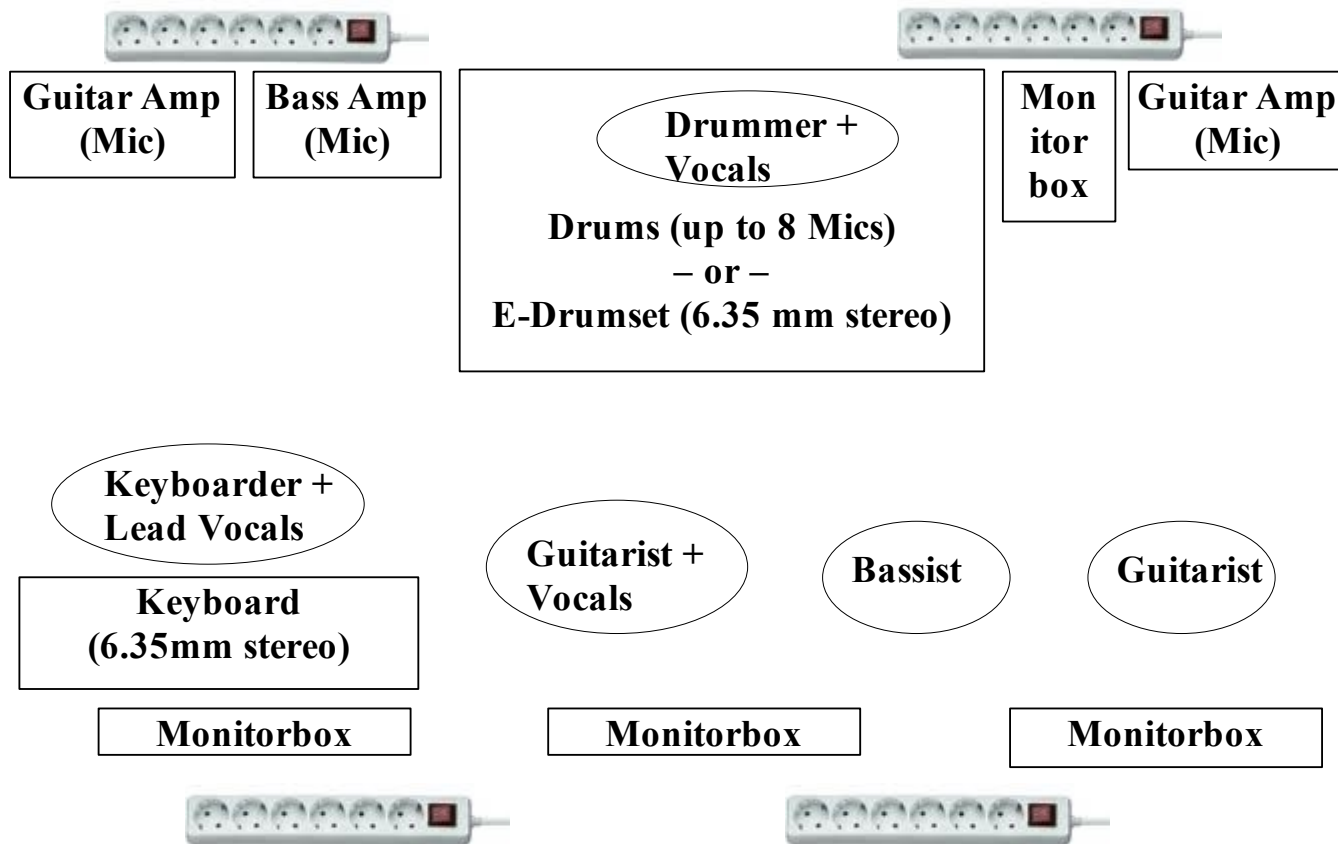 Guitar Amp
(Mic)
Bass Amp
(Mic)
Drummer +
Vocals
Drums (up to 8 Mics)
– or –
E-Drumset (6.35 mm stereo)
Mon
itor
box
Guitar Amp
(Mic)
Keyboarder +
Lead Vocals
Keyboard
(6.35mm stereo)
Guitarist +
Vocals
Bassist
Guitarist
Monitorbox
Monitorbox
Monitorbox